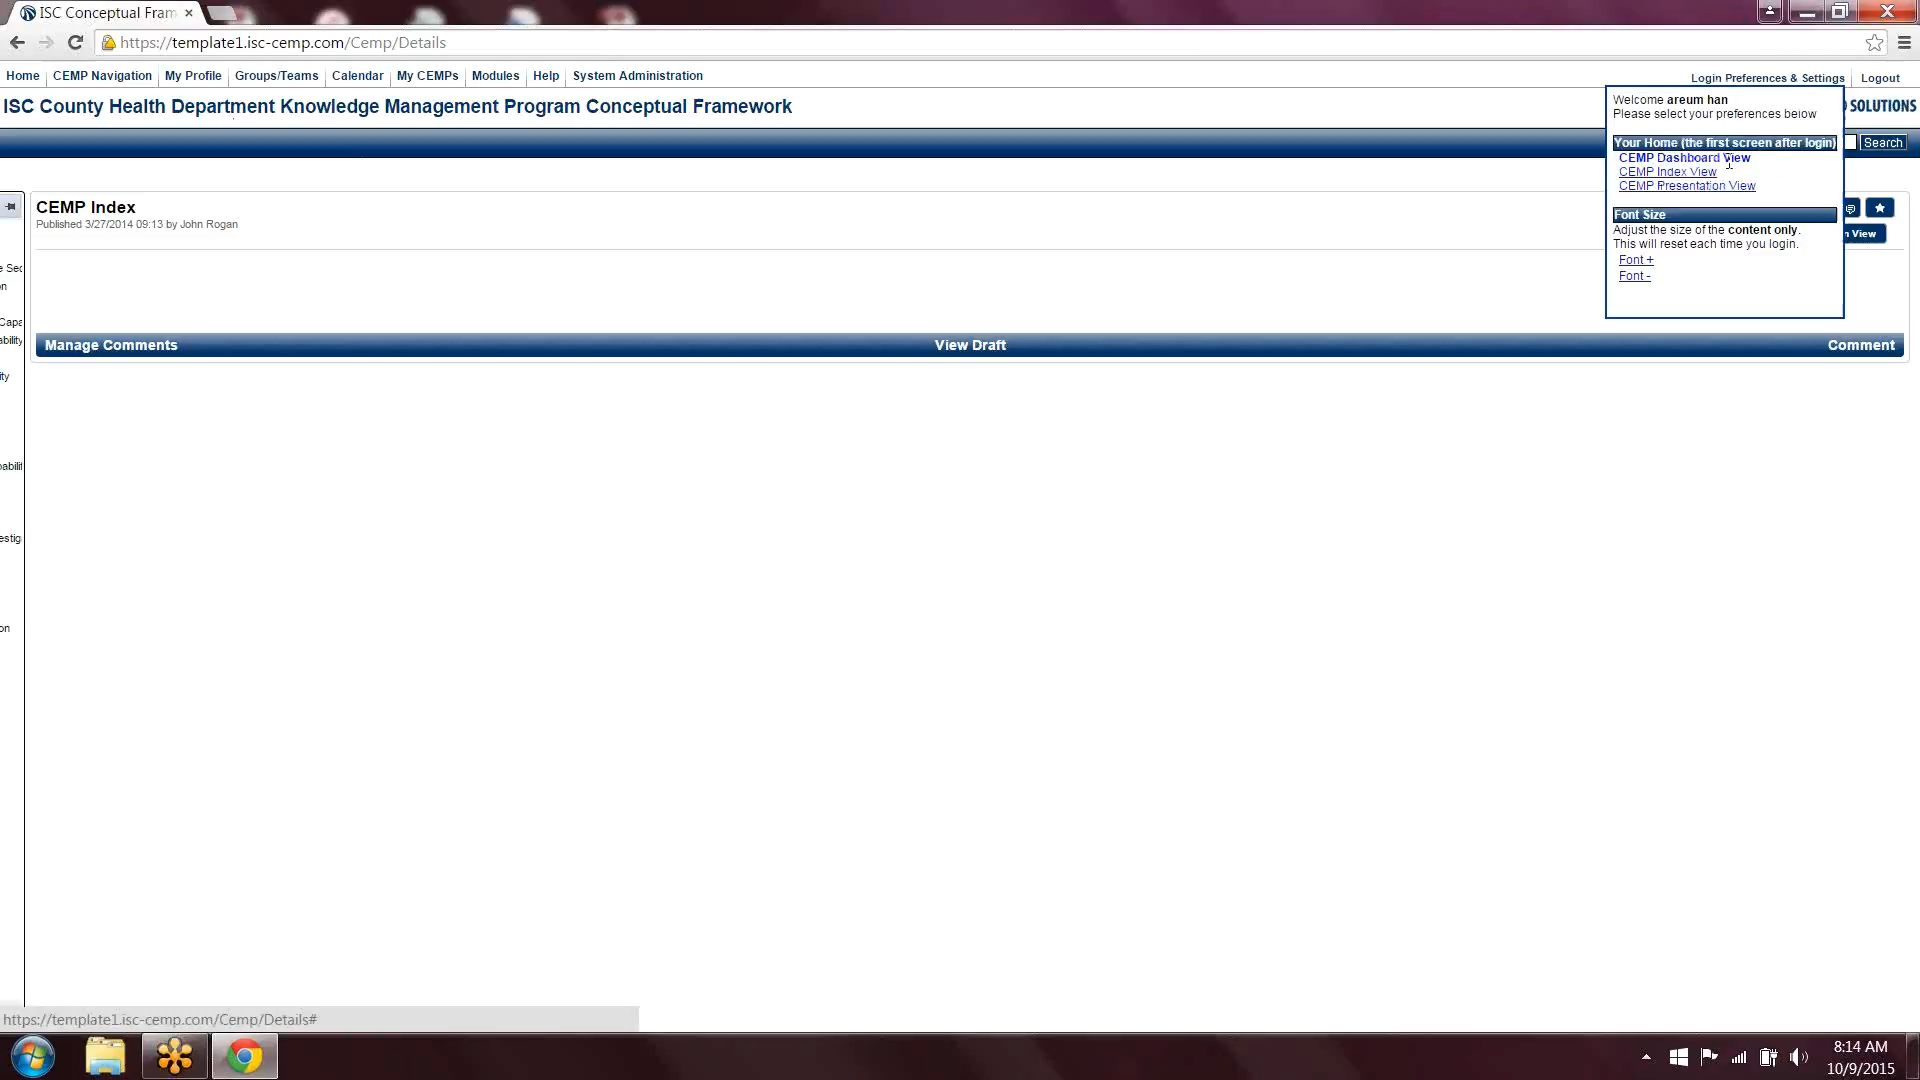 ISC Conceptual Fram
https://template1.isc-cemp.com/Cemp/Details
Home CEMP Navigation My Profile Groups/Teams Calendar My CEMPs Modules Help System Administration
Login Preferences & Settings Logout
ISC County Health Department Knowledge Management Program Conceptual Framework
SOLUTIONS
Welcome areum han
Please select your preferences below
Your Home (the first screen after login)
Search
CEMP Dashboard View
CEMP Index View
CEMP Presentation View
CEMP Index
Published 3/27/2014 09:13 by John Rogan
Font Size
Adjust the size of the content only.
View
This will reset each time you login.
Font +
Font -
Manage Comments View Draft Comment
https://template1.isc-cemp.com/Cemp/Details#
8:14 AM
10/9/2015